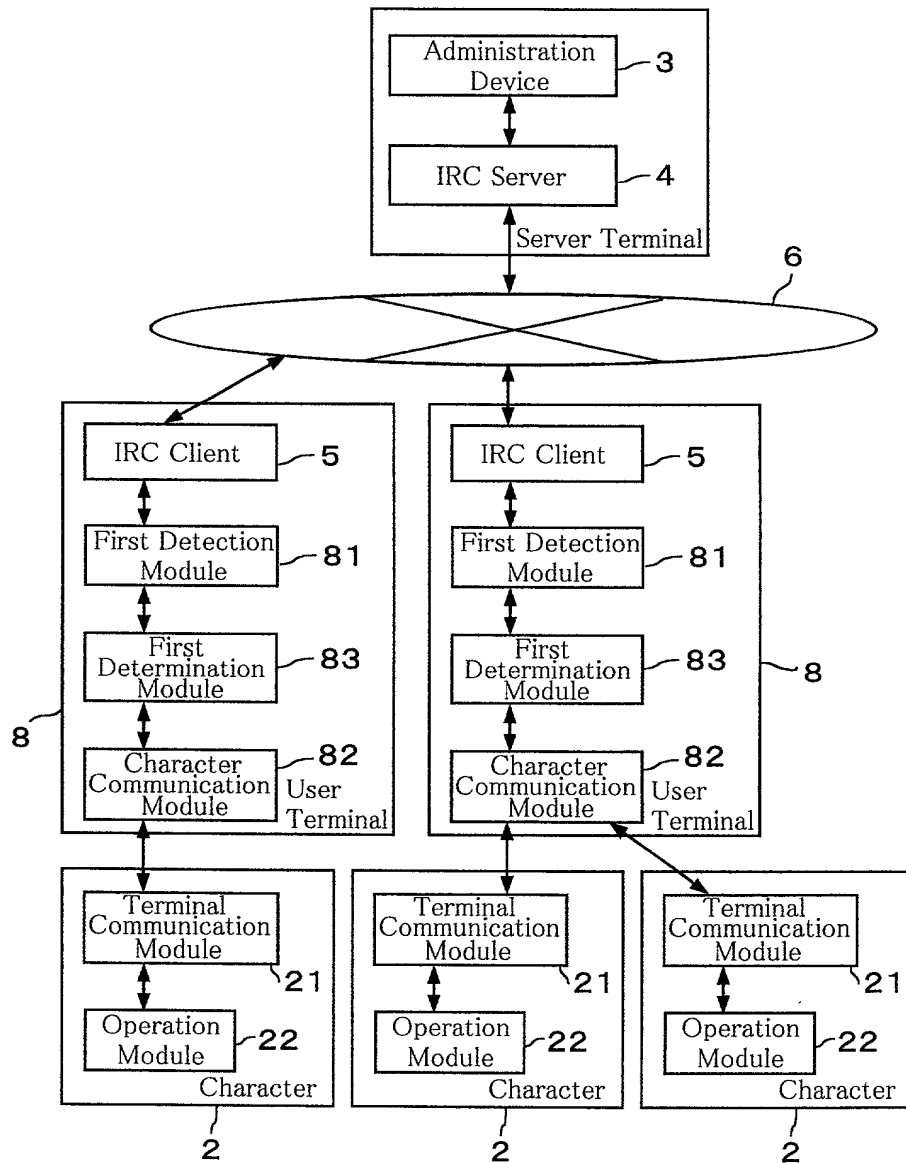 Administration
Device
3
IRC Server
4
Server Terminal
6
IRC Client
5
First Detection
Module
81
First
Determination
Module
83
8
Character
Communication
Module
82
User
Terminal
IRC Client
5
First Detection
Module
81
First
Determination
Module
83
8
Character
Communication
Module
82
User
Terminal
Terminal
Communication
Module
21
Operation
Module
22
Character
2
Terminal
Communication
Module
21
Operation
Module
22
Character
2
Terminal
Communication
Module
21
Operation
Module
22
Character
2